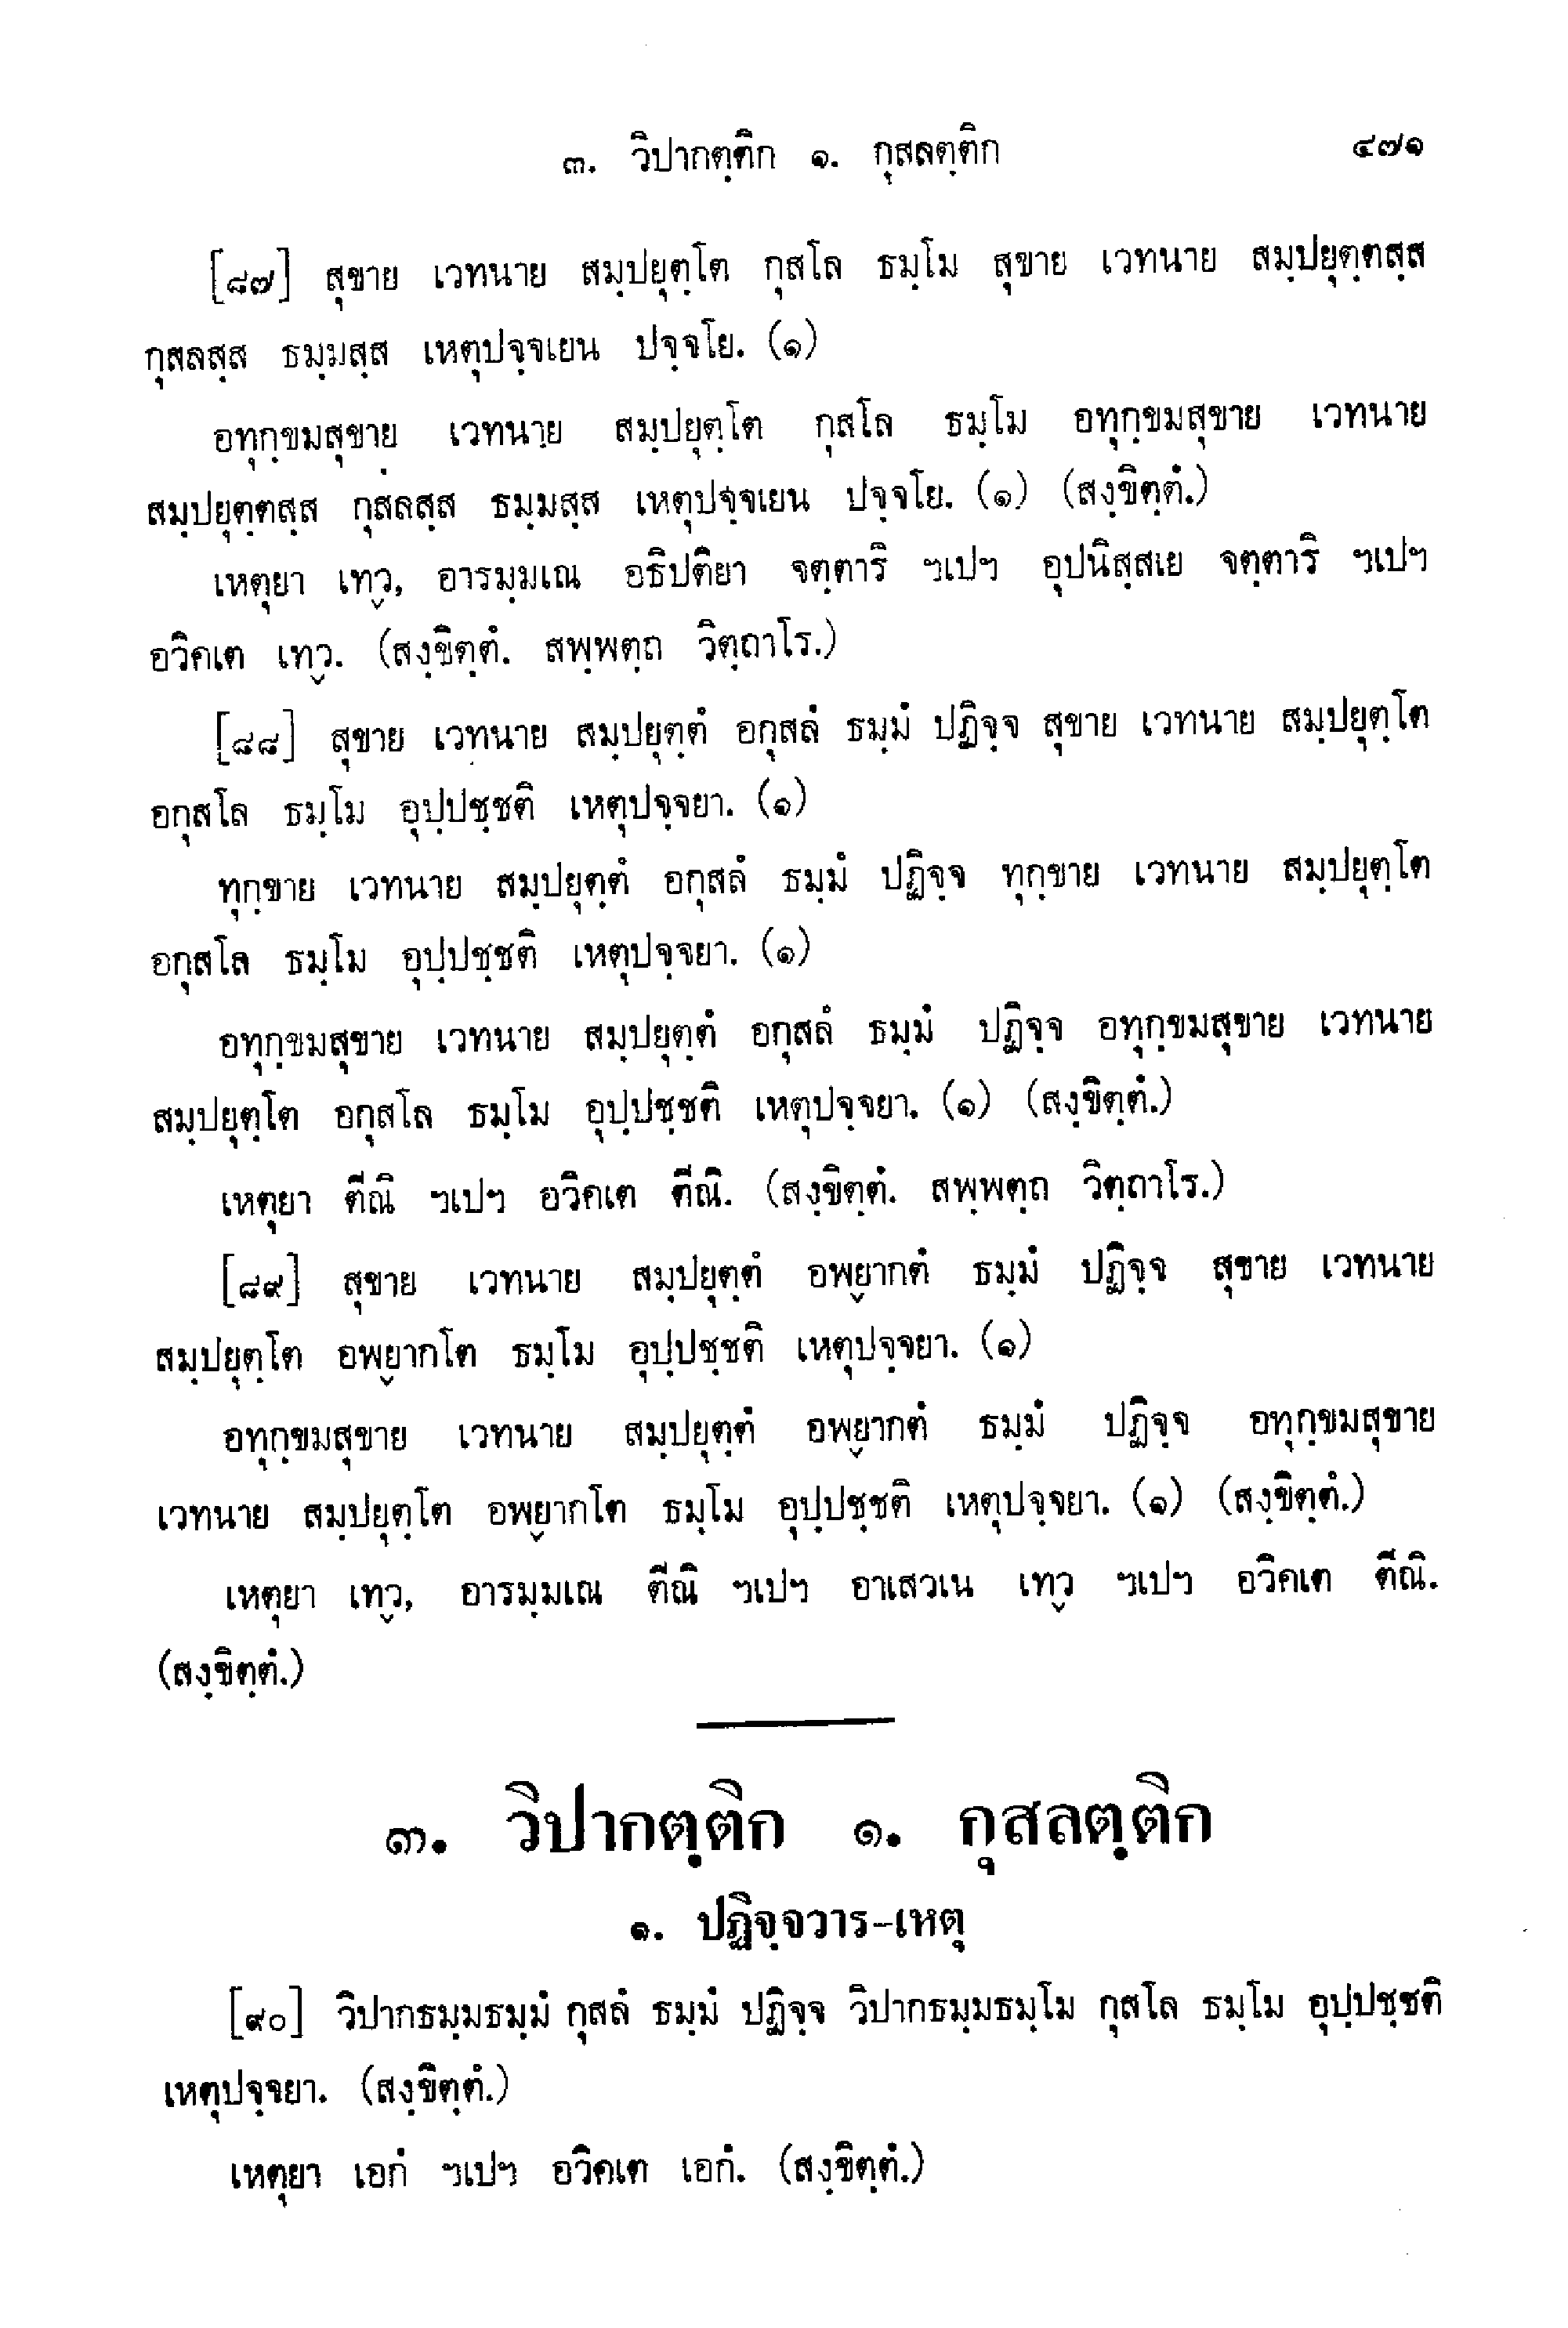 ๓. วิปากตฺติก ๑. กุสลตฺติก ๔๗๑
[๘๗] สุขาย เวทนาย สมฺปยุตฺโต กุสโล ธมฺโม สุขาย เวทนาย สมฺปยุตฺตสฺส
กุสลสฺส ธมฺมสฺส เหตุปจฺจเยน ปจฺจโย. (๑)
อทุกฺขมสุขาย เวทนาย สมฺปยุตฺโต กุสโล ธมฺโม อทุกฺขมสุขาย เวทนาย
สมฺปยุตฺตสฺส กุสลสฺส ธมฺมสฺส เหตุปจฺจเยน ปจฺจโย. (๑) (สงฺขิตฺตํ.)
เหตุยา เทฺว, อารมฺมเณ อธิปติยา จตฺตาริ ฯเปฯ อุปนิสฺสเย จตฺตาริ ฯเปฯ
อวิคเต เทฺว. (สงฺขิตฺตํ. สพฺพตฺถ วิตฺถาโร.)
[๘๘] สุขาย เวทนาย สมฺปยุตฺตํ อกุสลํ ธมฺมํ ปฏิจฺจ สุขาย เวทนาย สมฺปยุตฺโต
อกุสโล ธมฺโม อุปฺปชฺชติ เหตุปจฺจยา. (๑)
ทุกฺขาย เวทนาย สมฺปยุตฺตํ อกุสลํ ธมฺมํ ปฏิจฺจ ทุกฺขาย เวทนาย สมฺปยุตฺโต
อกุสโล ธมฺโม อุปฺปชฺชติ เหตุปจฺจยา. (๑)
อทุกฺขมสุขาย เวทนาย สมฺปยุตฺตํ อกุสลํ ธมฺมํ ปฏิจฺจ อทุกฺขมสุขาย เวทนาย
สมฺปยุตฺโต อกุสโล ธมฺโม อุปฺปชฺชติ เหตุปจฺจยา. (๑) (สงฺขิตฺตํ.)
เหตุยา ตีณิ ฯเปฯ อวิคเต ตีณิ. (สงฺขิตฺตํ. สพฺพตฺถ วิตฺถาโร.)
[๘๙] สุขาย เวทนาย สมฺปยุตฺตํ อพฺยากตํ ธมฺมํ ปฏิจฺจ สุขาย เวทนาย
สมฺปยุตฺโต อพฺยากโต ธมฺโม อุปฺปชฺชติ เหตุปจฺจยา. (๑)
อทุกฺขมสุขาย เวทนาย สมฺปยุตฺตํ อพฺยากตํ ธมฺมํ ปฏิจฺจ อทุกฺขมสุขาย
เวทนาย สมฺปยุตฺโต อพฺยากโต ธมฺโม อุปฺปชฺชติ เหตุปจฺจยา. (๑) (สงฺขิตฺตํ.)
เหตุยา เทฺว, อารมฺมเณ ตีณิ ฯเปฯ อาเสวเน เทฺว ฯเปฯ อวิคเต ตีณิ.
(สงฺขิตฺตํ.)
๓. วิปากตฺติก ๑. กุสลตฺติก
๑. ปฏิจฺจวาร-เหตุ
[๙๐] วิปากธมฺมธมฺมํ กุสลํ ธมฺมํ ปฏิจฺจ วิปากธมฺมธมฺโม กุสโล ธมฺโม อุปฺปชฺชติ
เหตุปจฺจยา. (สงฺขิตฺตํ.)
เหตุยา เอกํ ฯเปฯ อวิคเต เอกํ. (สงฺขิตฺตํ.)